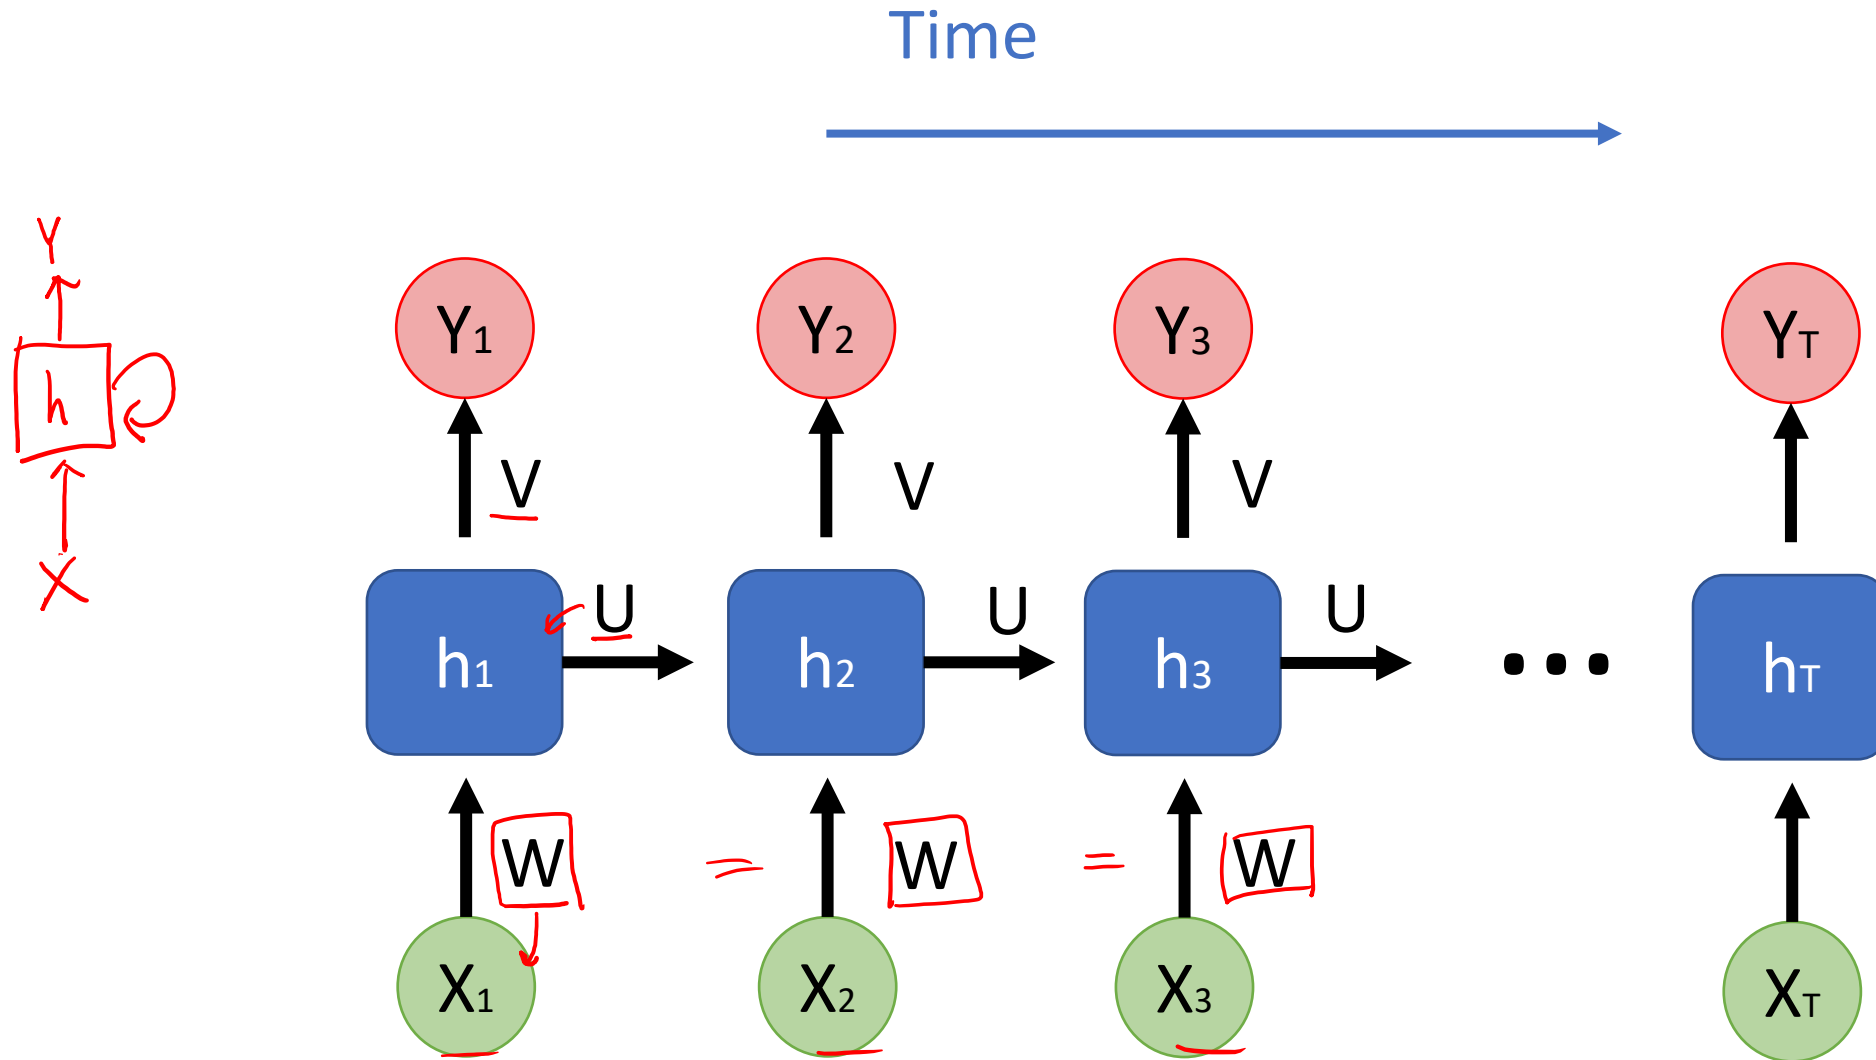 Time
Y
Y1 Y2 Y3 YT
V V V
h
U U U
h1 h2 h3 ... hT
X
W = W = W
X1 X2 X3 XT